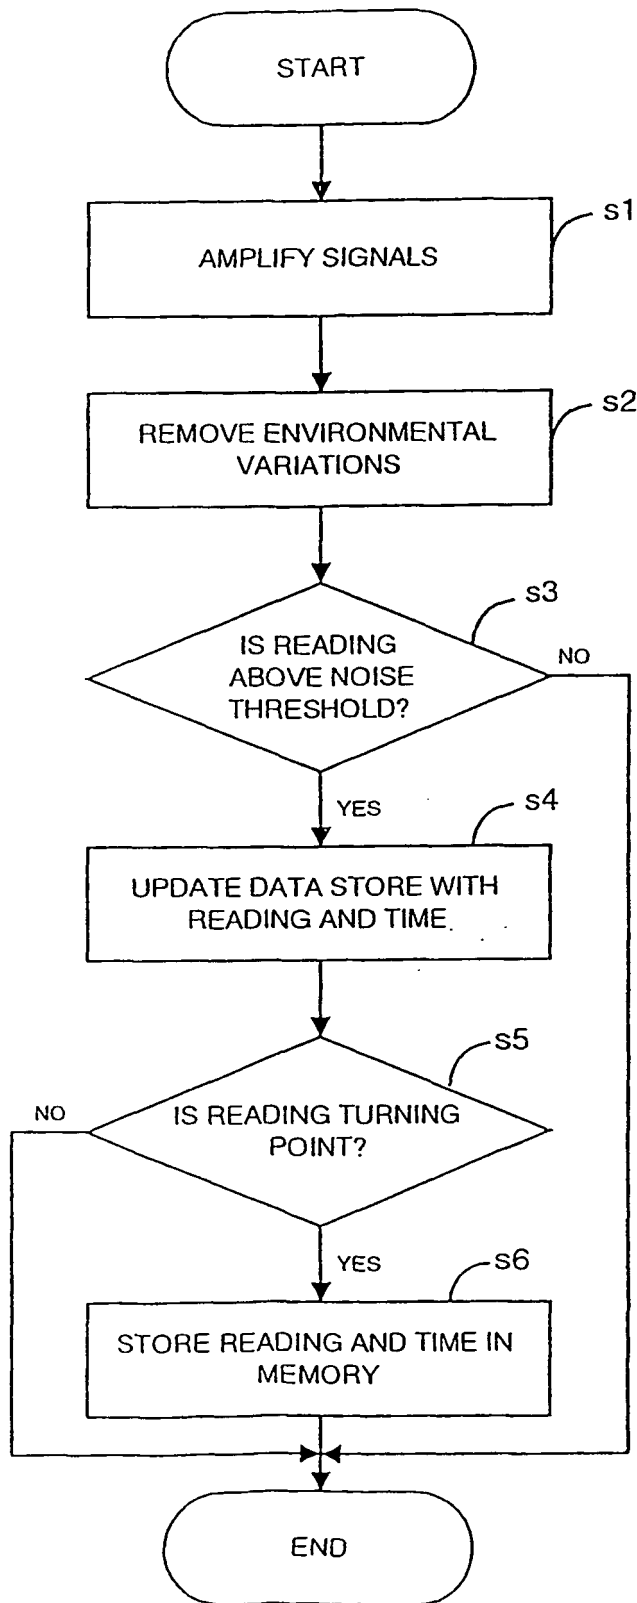 START
s1
AMPLIFY SIGNALS
s2
REMOVE ENVIRONMENTAL
VARIATIONS
s3
IS READING
ABOVE NOISE
THRESHOLD?
NO
YES
s4
UPDATE DATA STORE WITH
READING AND TIME
s5
NO
IS READING TURNING
POINT?
YES
s6
STORE READING AND TIME IN
MEMORY
END